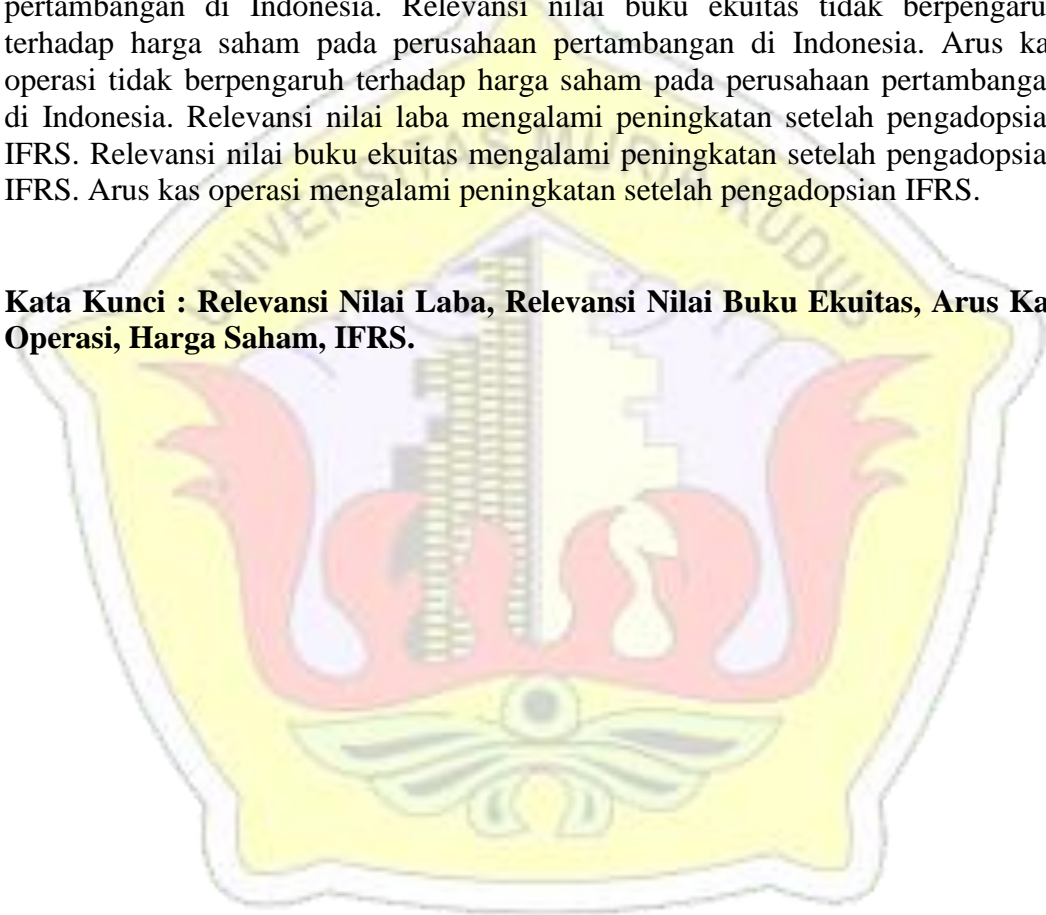 pertambangan di Indonesia. Relevansi nilai buku ekuitas tidak berpengaru
terhadap harga saham pada perusahaan pertambangan di Indonesia. Arus ka
operasi tidak berpengaruh terhadap harga saham pada perusahaan pertambanga
di Indonesia. Relevansi nilai laba mengalami peningkatan setelah pengadopsia
IFRS. Relevansi nilai buku ekuitas mengalami peningkatan setelah pengadopsia
IFRS. Arus kas operasi mengalami peningkatan setelah pengadopsian IFRS.
UNIVERSITAS MURIA KUDUS
Kata Kunci : Relevansi Nilai Laba, Relevansi Nilai Buku Ekuitas, Arus Ka
Operasi, Harga Saham, IFRS.